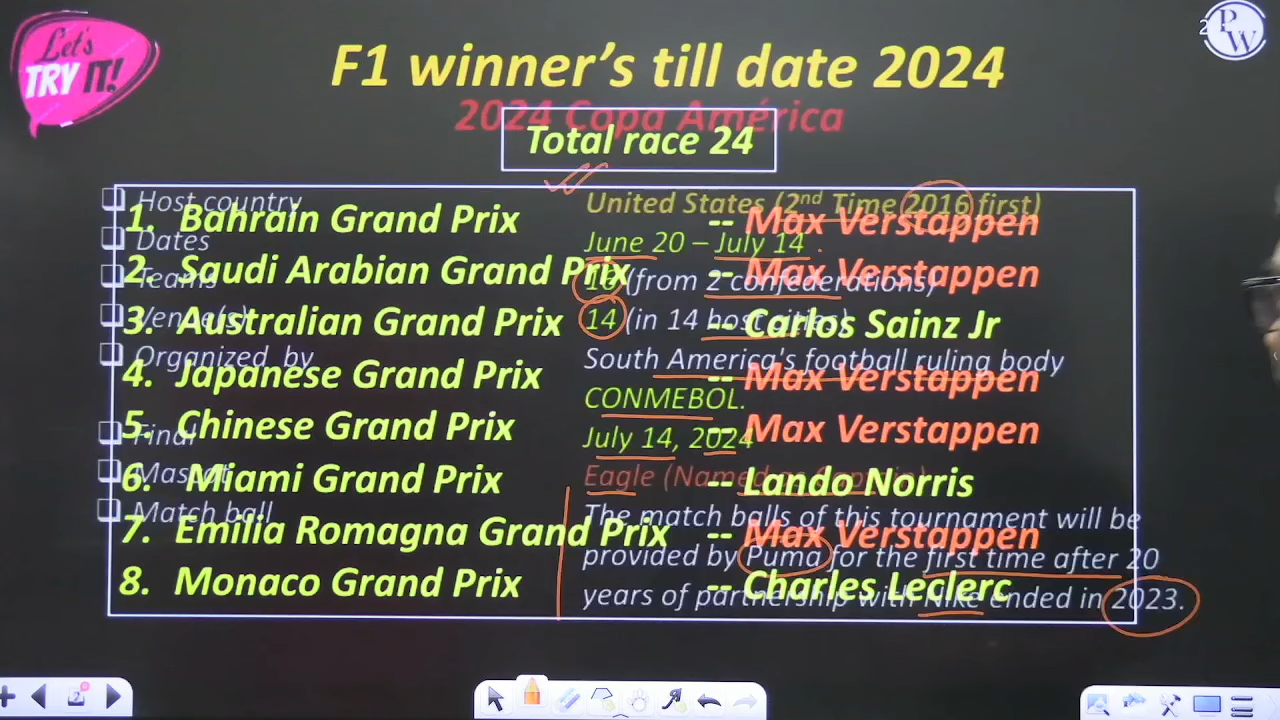 Let's
TRY IT!
PW
F1 winner's till date 2024
2024 Copa América
Total race 24
Host country
United States (2nd Time 2016 first)
1. Bahrain Grand Prix -- Max Verstappen
Dates
June 20 – July 14
2. Saudi Arabian Grand Prix -- Max Verstappen
Teams
16 (from 2 confederations)
3. Australian Grand Prix -- Carlos Sainz Jr
Venue(s)
14 (in 14 host cities)
Organized by
South America's football ruling body
4. Japanese Grand Prix -- Max Verstappen
CONMEBOL.
5. Chinese Grand Prix -- Max Verstappen
Final
July 14, 2024
6. Miami Grand Prix -- Lando Norris
Mascot
Eagle (Named as
Match ball
The match balls of this tournament will be
7. Emilia Romagna Grand Prix -- Max Verstappen
provided by Puma for the first time after 20
8. Monaco Grand Prix -- Charles Leclerc
years of partnership with Nike ended in 2023.